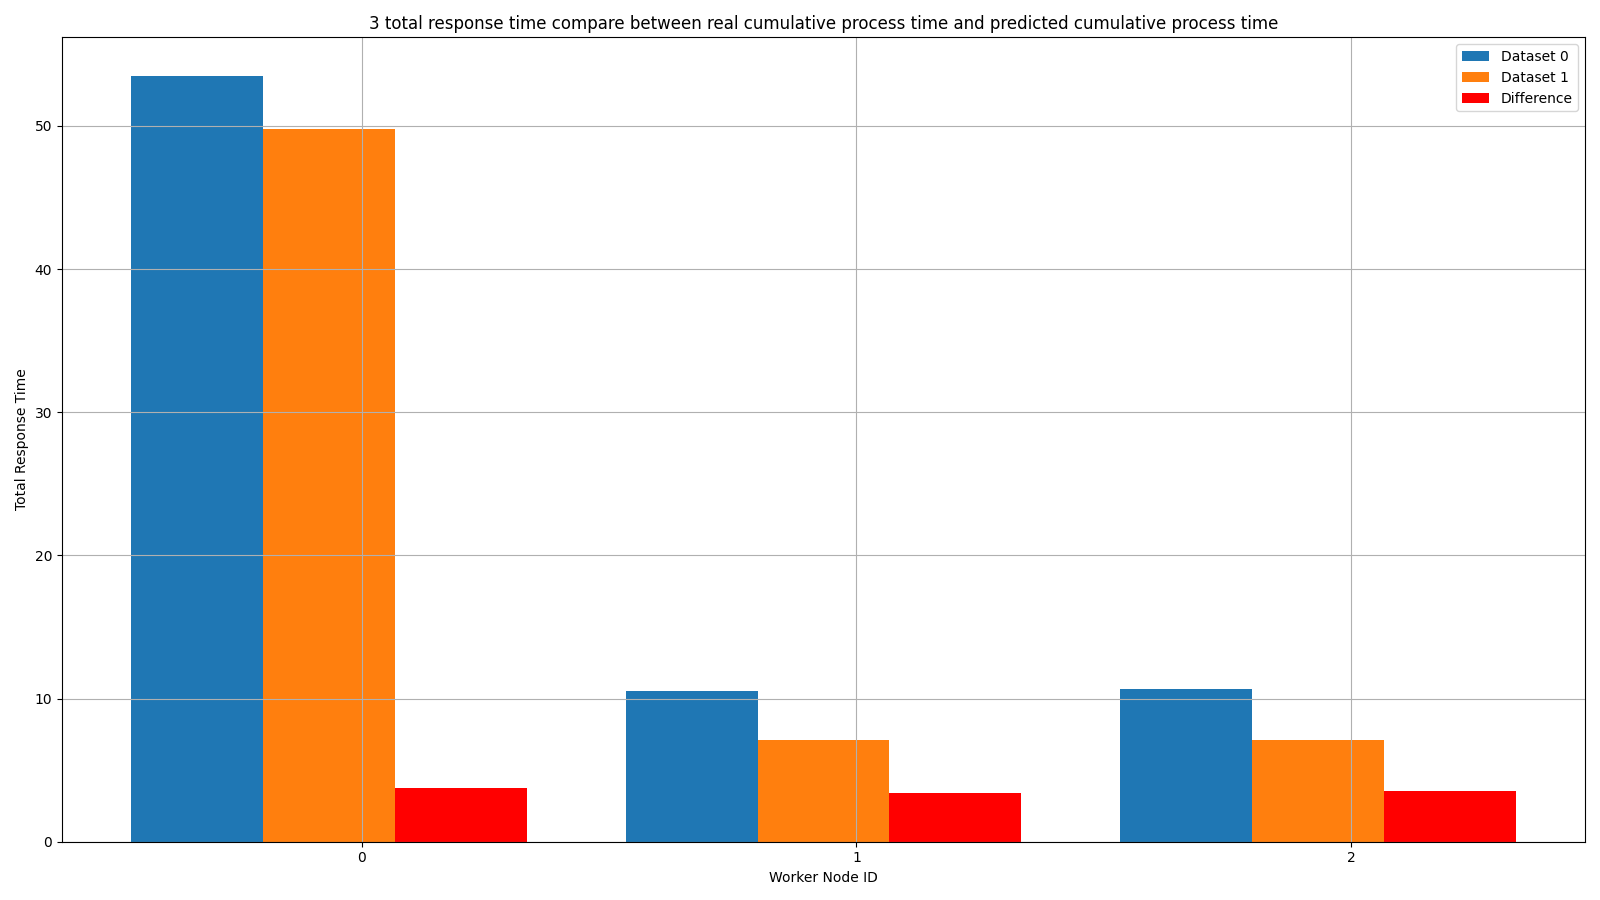 3 total response time compare between real cumulative process time and predicted cumulative process time
Dataset 0
Dataset 1
Difference
Total Response Time
50
40
30
20
10
0
0 1 2
Worker Node ID